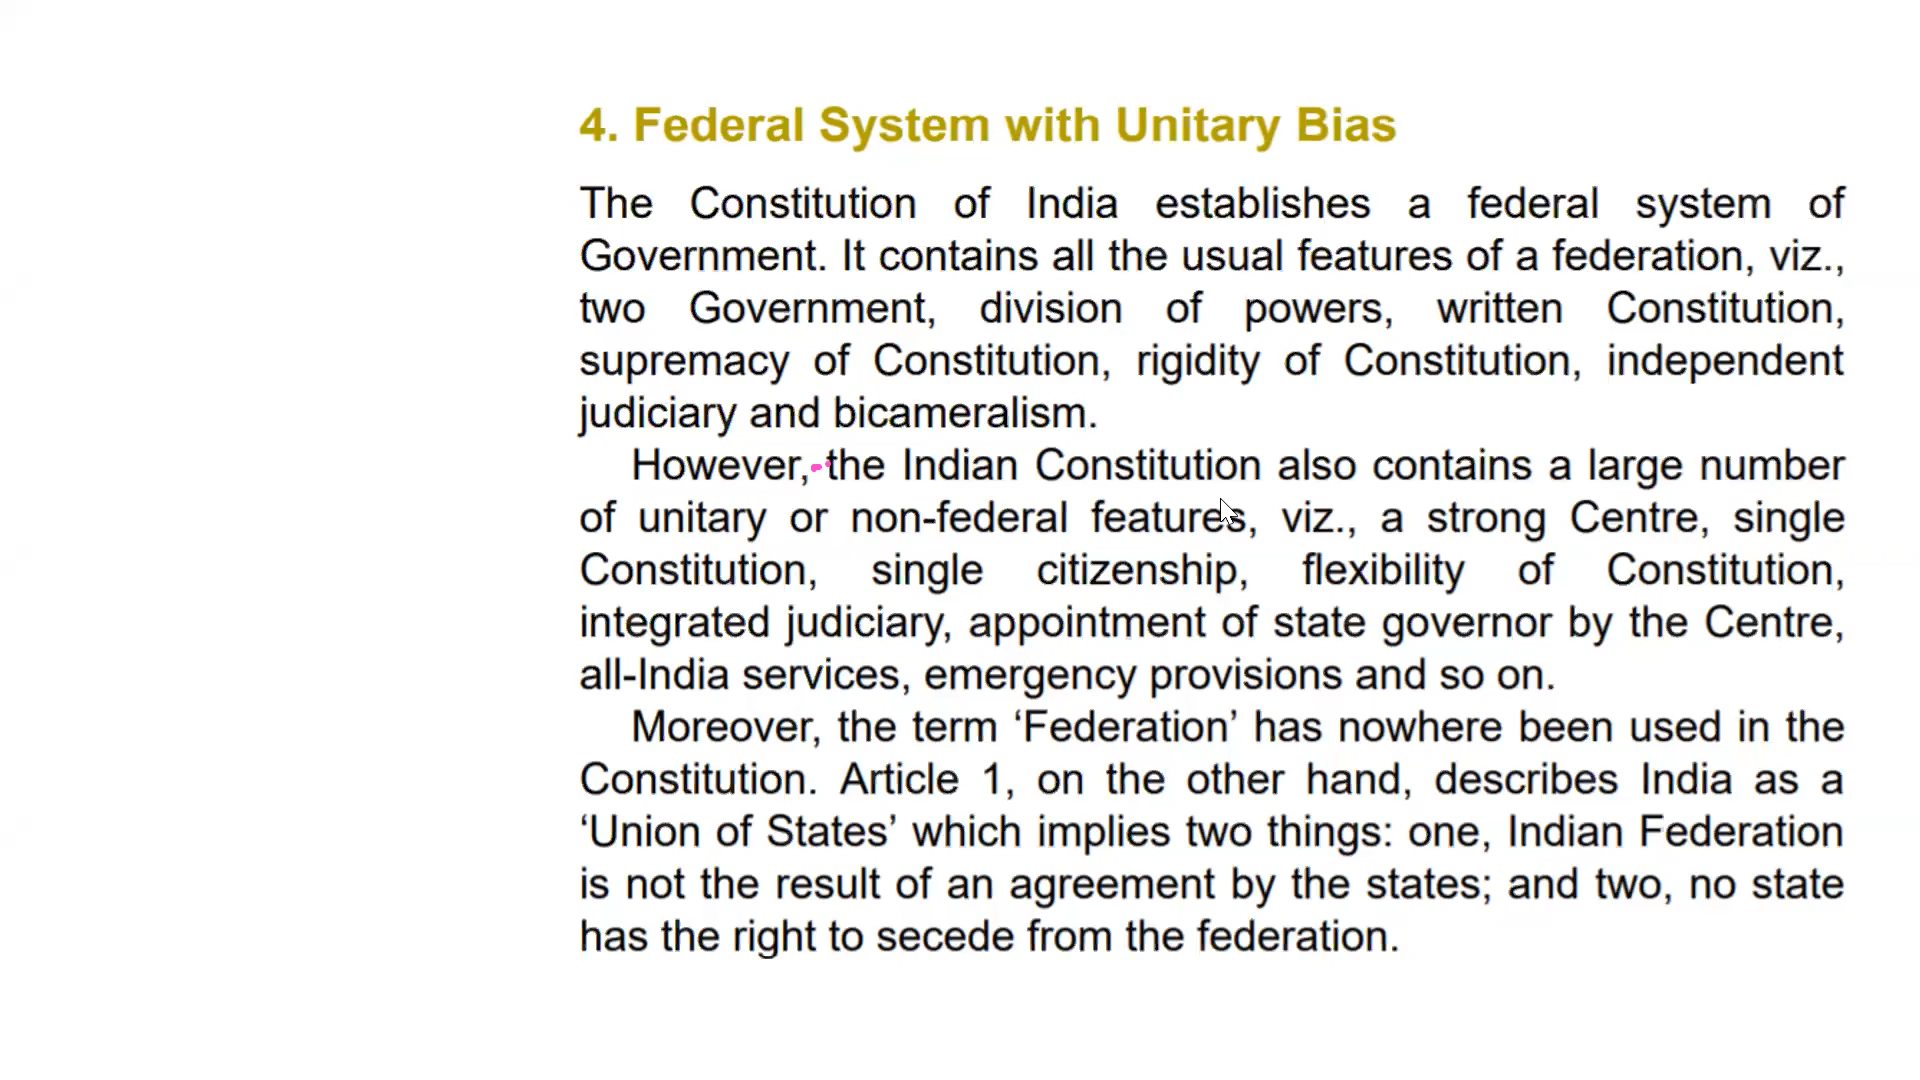 4. Federal System with Unitary Bias
The Constitution of India establishes a federal system of
Government. It contains all the usual features of a federation, viz.,
two Government, division of powers, written Constitution,
supremacy of Constitution, rigidity of Constitution, independent
judiciary and bicameralism.
However, the Indian Constitution also contains a large number
of unitary or non-federal features, viz., a strong Centre, single
Constitution, single citizenship, flexibility of Constitution,
integrated judiciary, appointment of state governor by the Centre,
all-India services, emergency provisions and so on.
Moreover, the term ‘Federation’ has nowhere been used in the
Constitution. Article 1, on the other hand, describes India as a
‘Union of States’ which implies two things: one, Indian Federation
is not the result of an agreement by the states; and two, no state
has the right to secede from the federation.